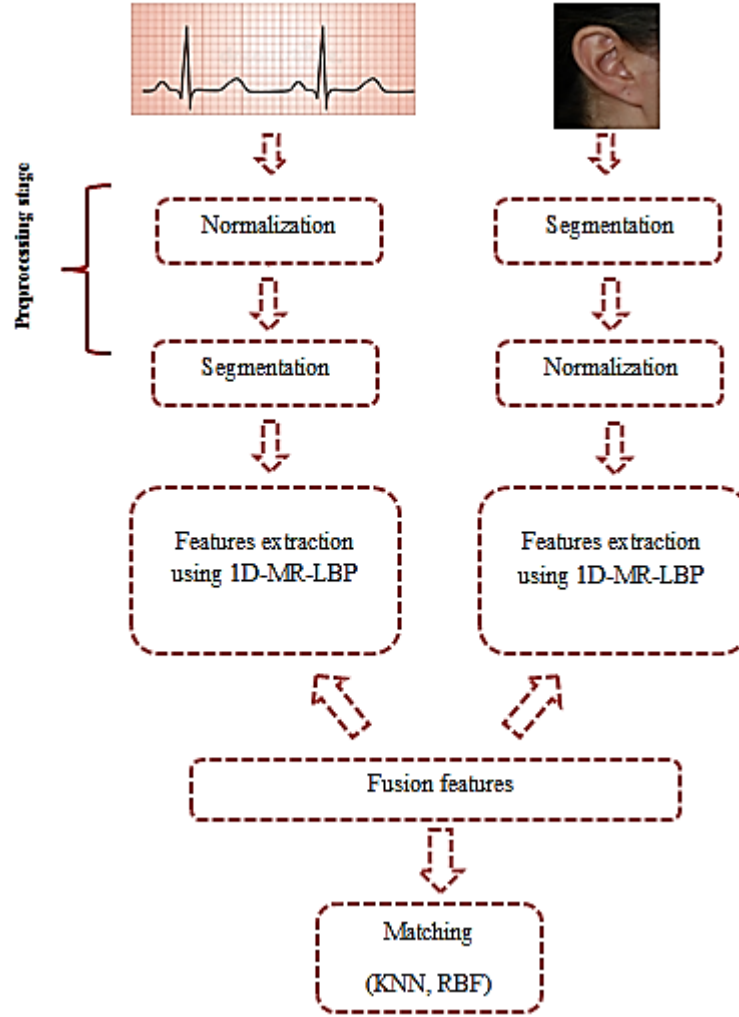 Preprocessing stage
Normalization
Segmentation
Segmentation
Normalization
Features extraction
using 1D-MR-LBP
Features extraction
using 1D-MR-LBP
Fusion features
Matching
(KNN, RBF)